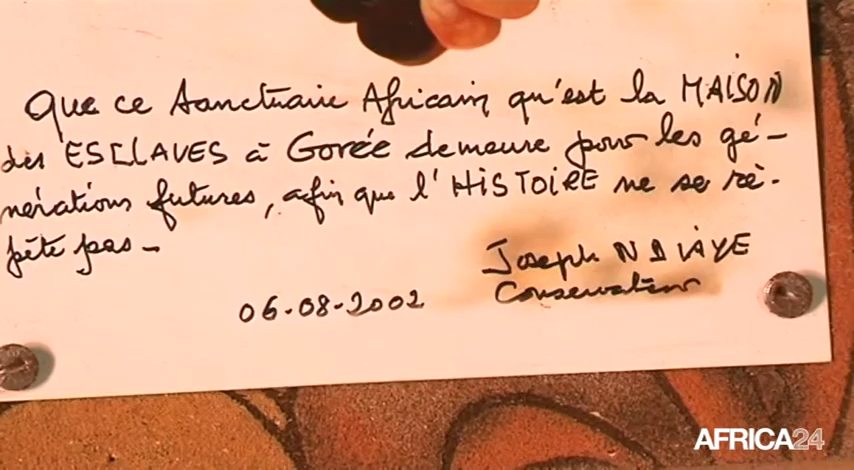 Que ce Sanctuaire Africain qu'est la MAISON
des ESCLAVES à Gorée demeure pour les gé-
nérations futures, afin que l'HISTOIRE ne se ré-
pète pas -
Joseph NDIAYE
Conservateur
06-08-2002
AFRICA24